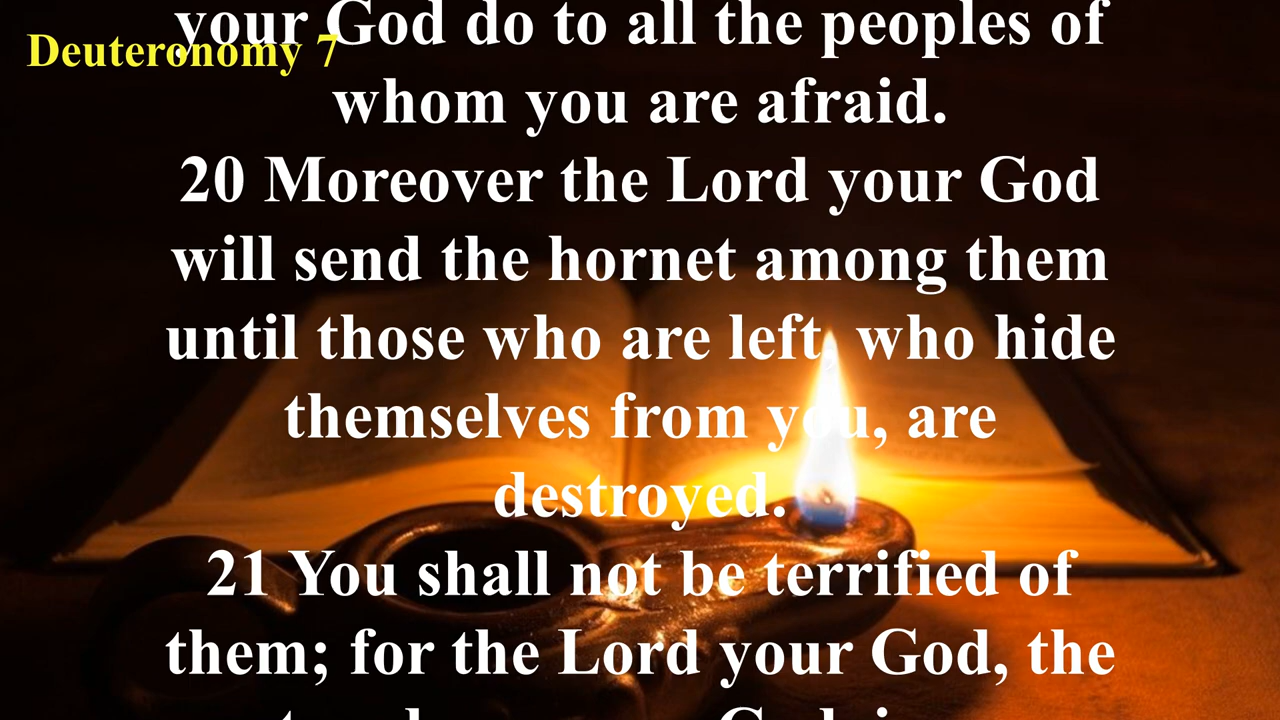 your God do to all the peoples of
Deuteronomy 7
whom you are afraid.
20 Moreover the Lord your God
will send the hornet among them
until those who are left, who hide
themselves from you, are
destroyed.
21 You shall not be terrified of
them; for the Lord your God, the